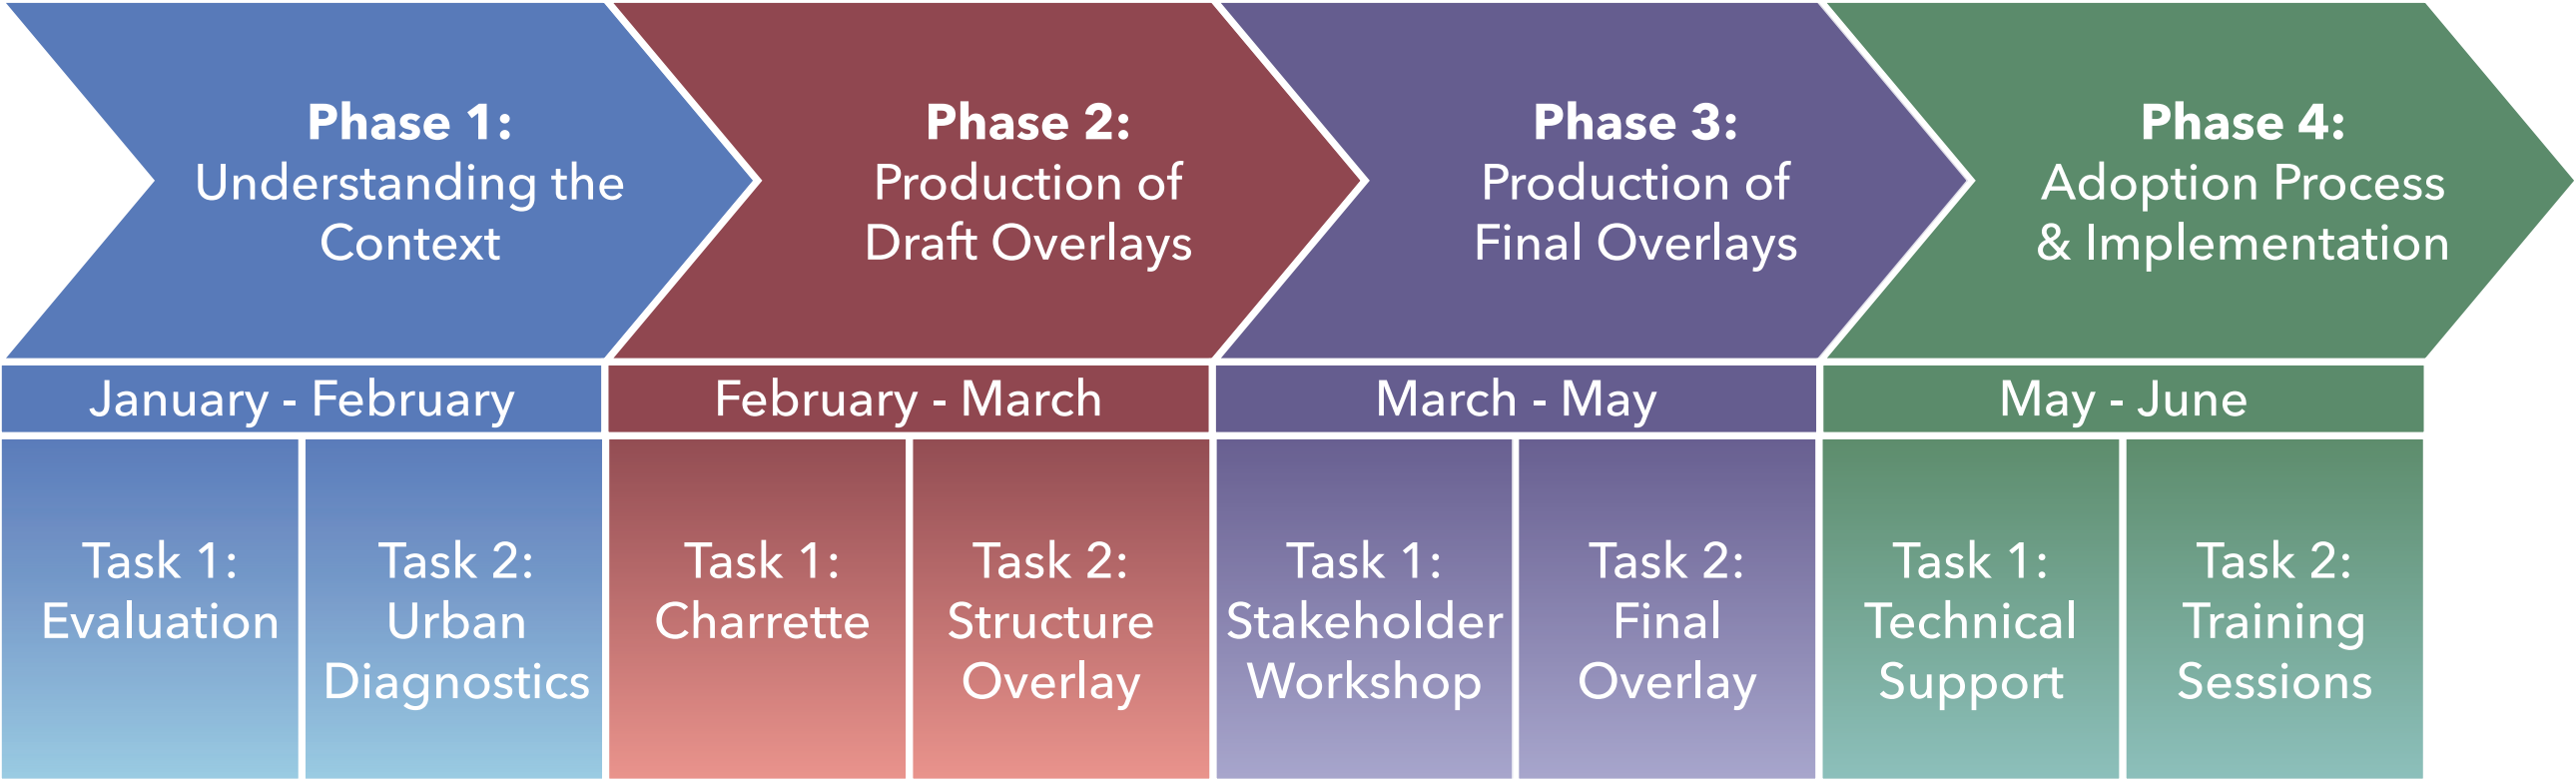 Phase 1:
Understanding the
Context
Phase 2:
Production of
Draft Overlays
Phase 3:
Production of
Final Overlays
Phase 4:
Adoption Process
& Implementation
January - February
February - March
March - May
May - June
Task 1:
Evaluation
Task 2:
Urban
Diagnostics
Task 1:
Charrette
Task 2:
Structure
Overlay
Task 1:
Stakeholder
Workshop
Task 2:
Final
Overlay
Task 1:
Technical
Support
Task 2:
Training
Sessions